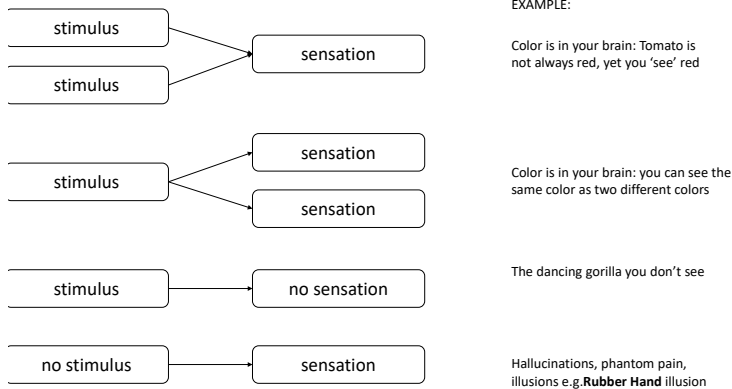 EXAMPLE:
stimulus
stimulus
sensation
Color is in your brain: Tomato is
not always red, yet you ‘see’ red
stimulus
sensation
sensation
Color is in your brain: you can see the
same color as two different colors
stimulus
no sensation
The dancing gorilla you don’t see
no stimulus
sensation
Hallucinations, phantom pain,
illusions e.g.Rubber Hand illusion